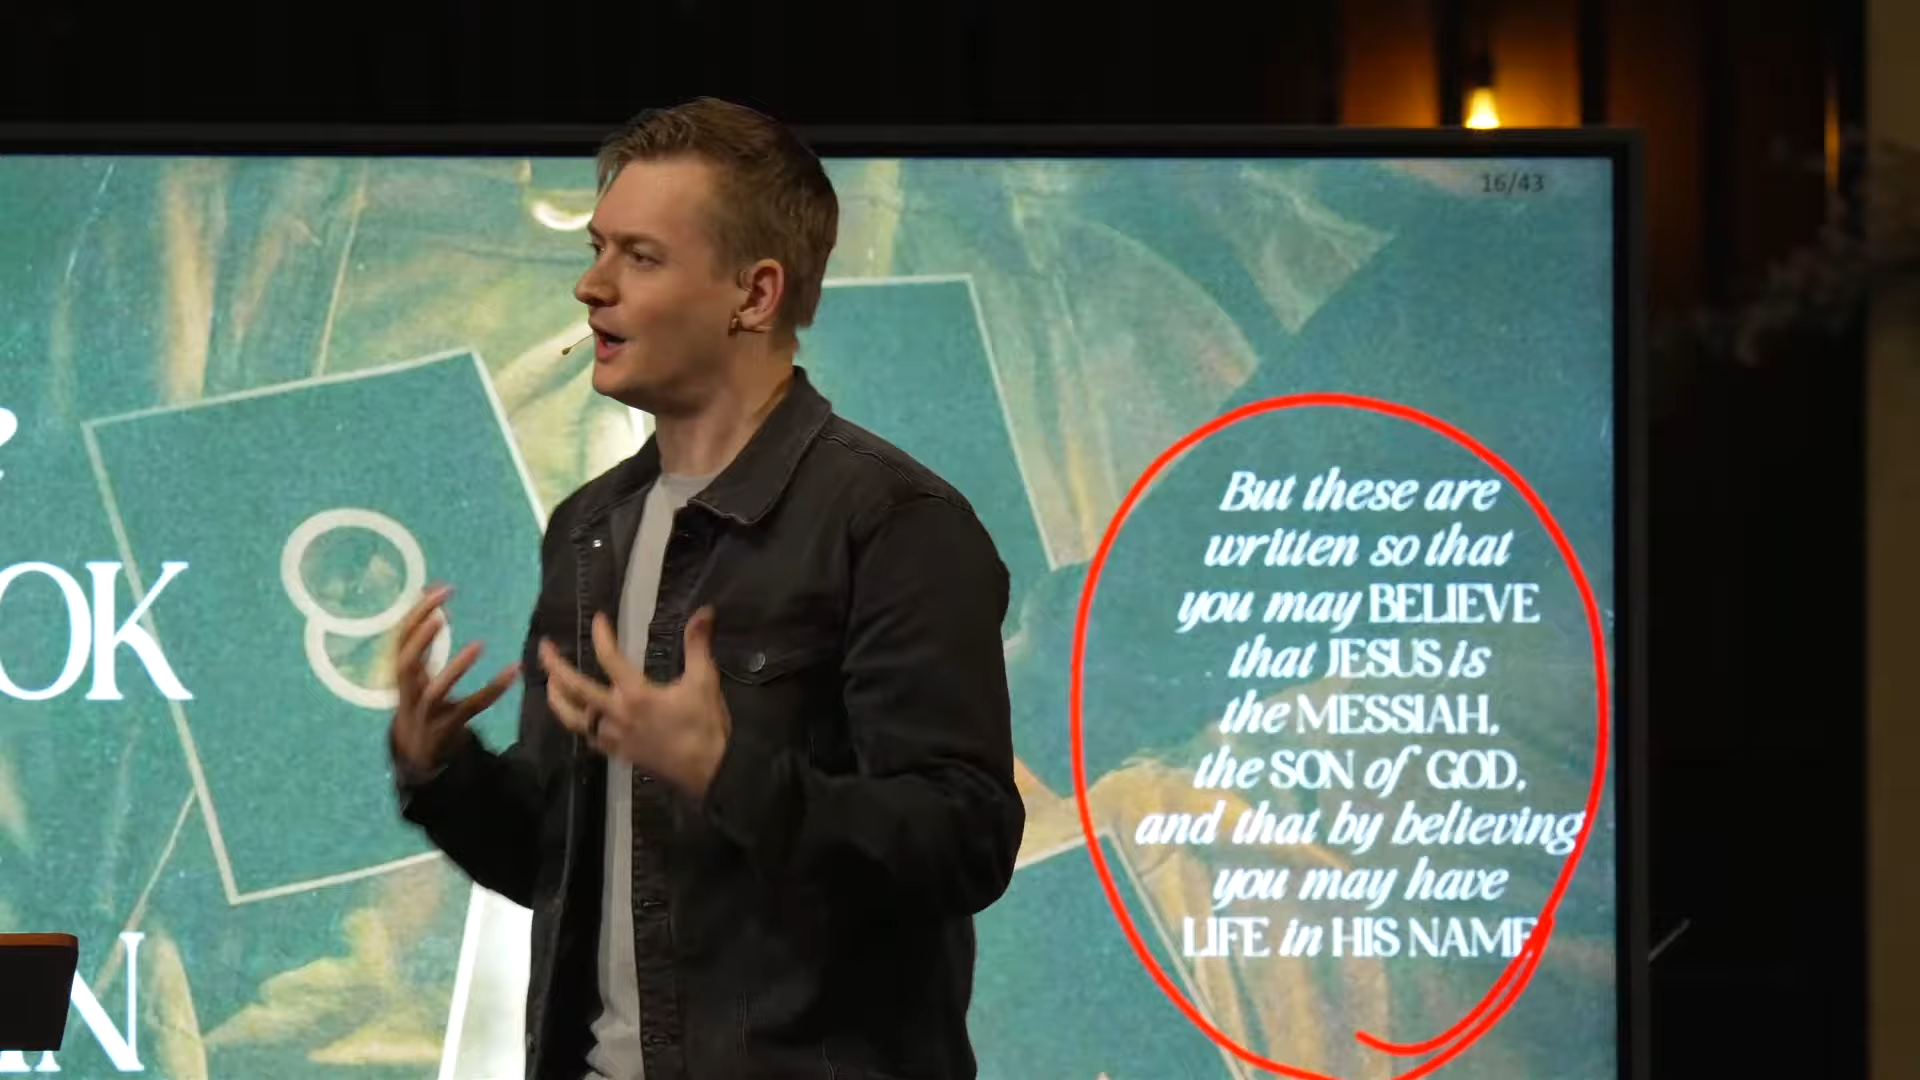 16/43
OK
But these are
written so that
you may BELIEVE
that JESUS is
the MESSIAH,
the SON of GOD,
and that by believing
you may have
LIFE in HIS NAME